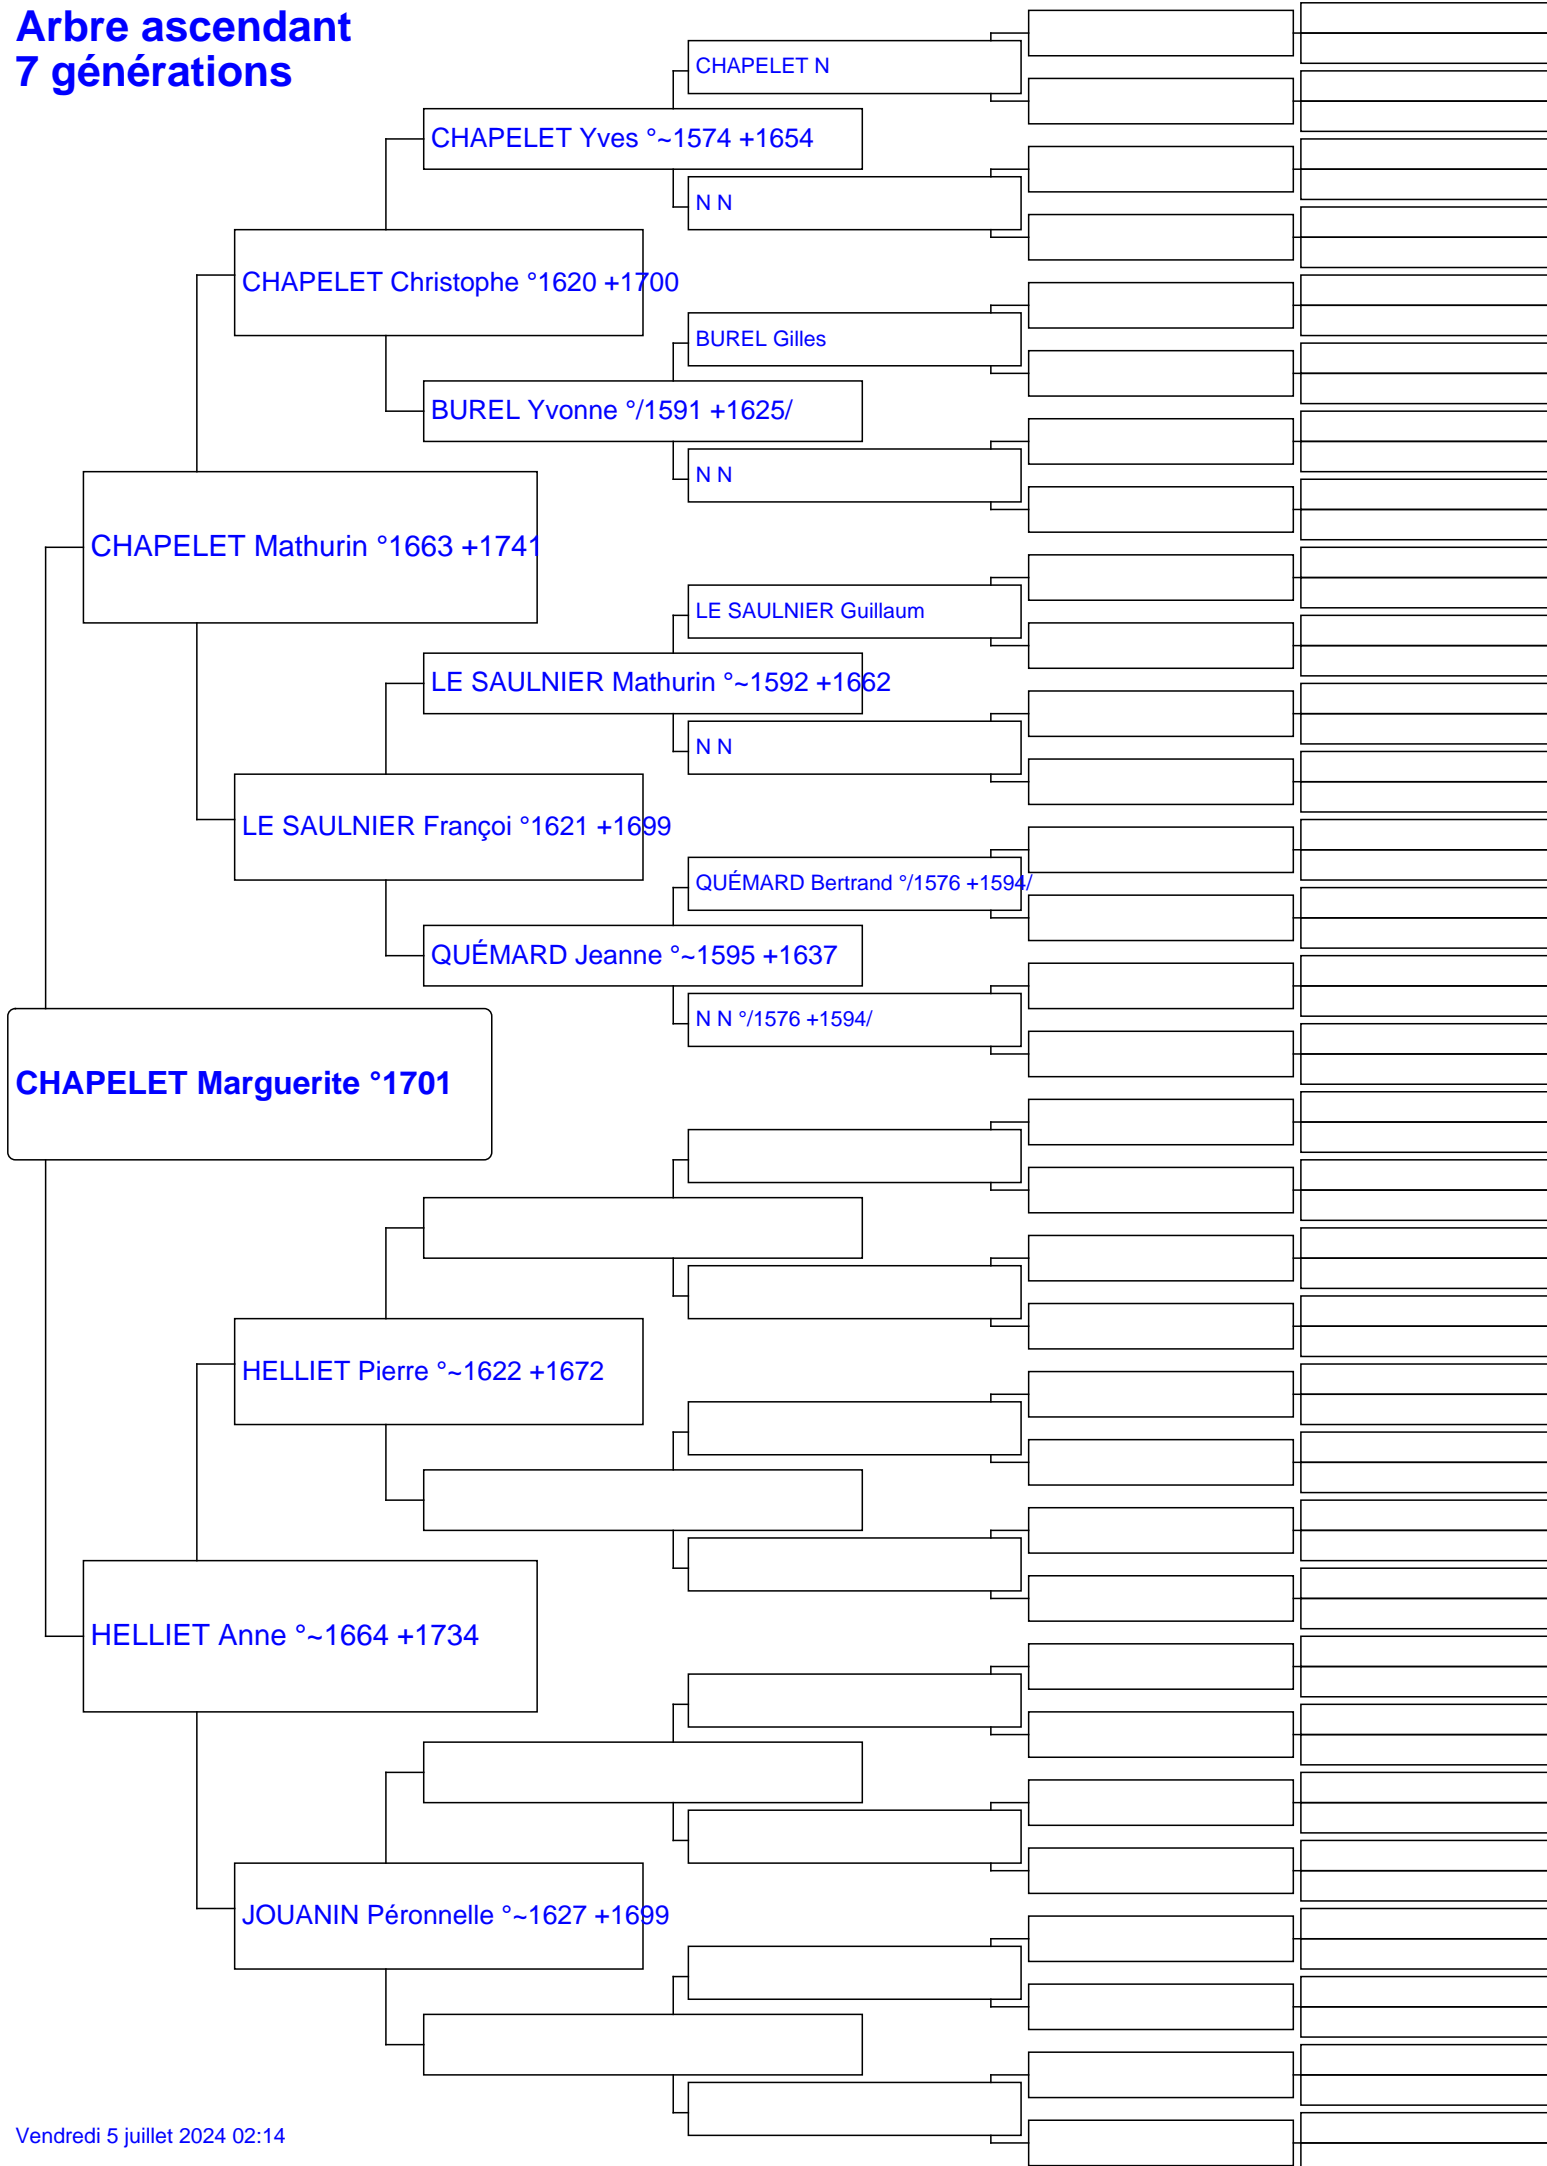 Arbre ascendant
7 générations
CHAPELET N
CHAPELET Yves °~1574 +1654
N N
CHAPELET Christophe °1620 +1700
BUREL Gilles
BUREL Yvonne °/1591 +1625/
N N
CHAPELET Mathurin °1663 +1741
LE SAULNIER Guillaum
LE SAULNIER Mathurin °~1592 +1662
N N
LE SAULNIER Françoi °1621 +1699
QUÉMARD Bertrand °/1576 +1594/
QUÉMARD Jeanne °~1595 +1637
N N °/1576 +1594/
CHAPELET Marguerite °1701
HELLIET Pierre °~1622 +1672
HELLIET Anne °~1664 +1734
JOUANIN Péronnelle °~1627 +1699
Vendredi 5 juillet 2024 02:14